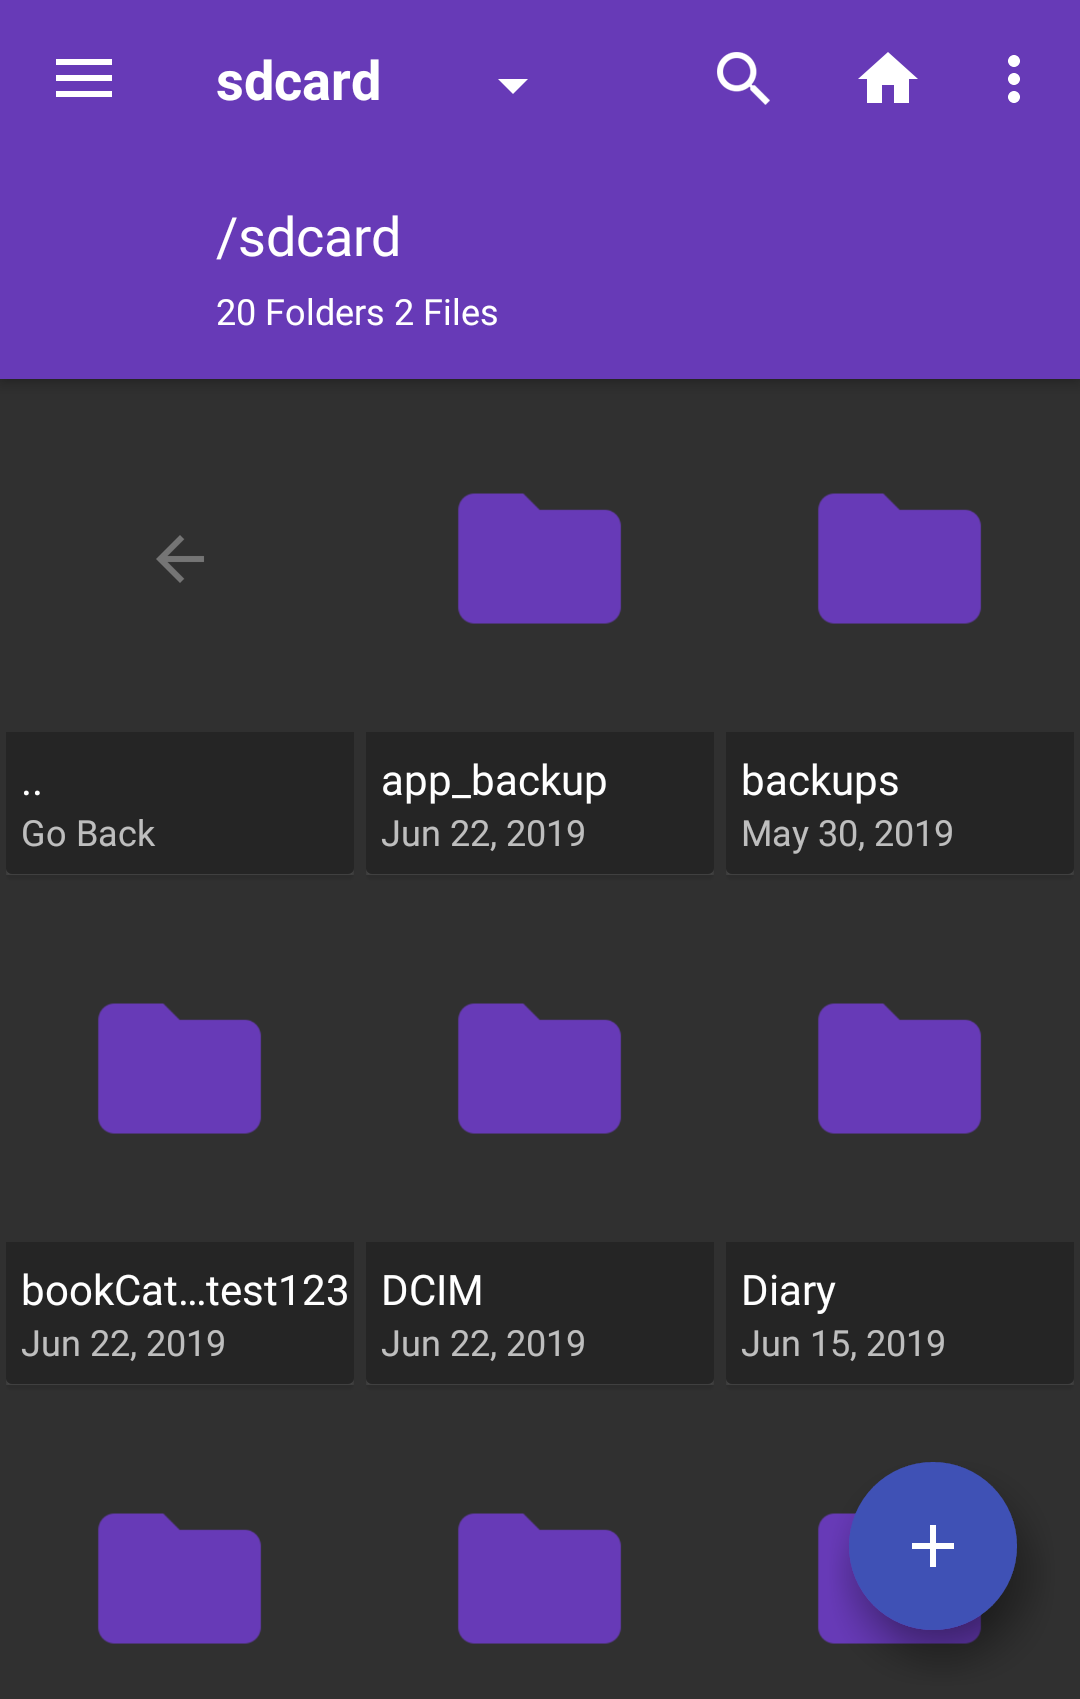 sdcard
/sdcard
20 Folders 2 Files
..
Go Back
app_backup
Jun 22, 2019
backups
May 30, 2019
bookCat...test123
Jun 22, 2019
DCIM
Jun 22, 2019
Diary
Jun 15, 2019